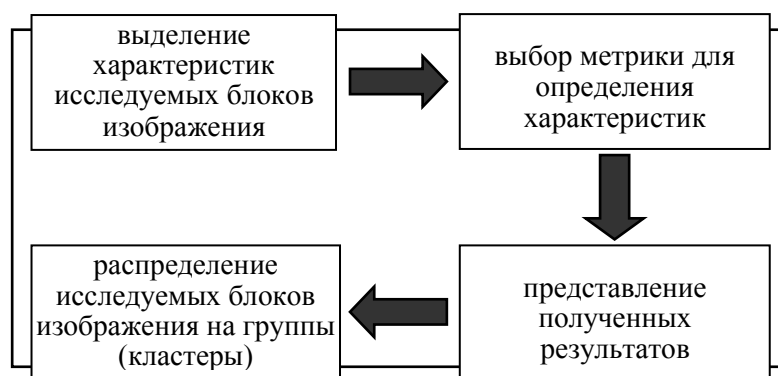 выделение
характеристик
исследуемых блоков
изображения
выбор метрики для
определения
характеристик
представление
полученных
результатов
распределение
исследуемых блоков
изображения на группы
(кластеры)